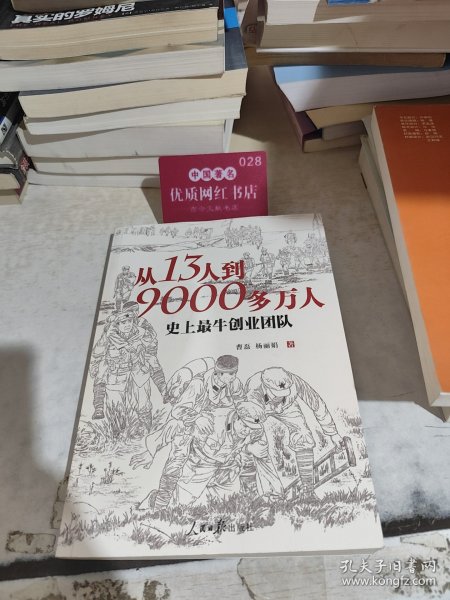 真实的罗姆尼
028
中国著名
优质网红书店
从13人到
9000多万人
史上最牛创业团队
曹磊 杨丽娟 著
人民日报出版社
孔夫子旧书网
www.kongfz.com